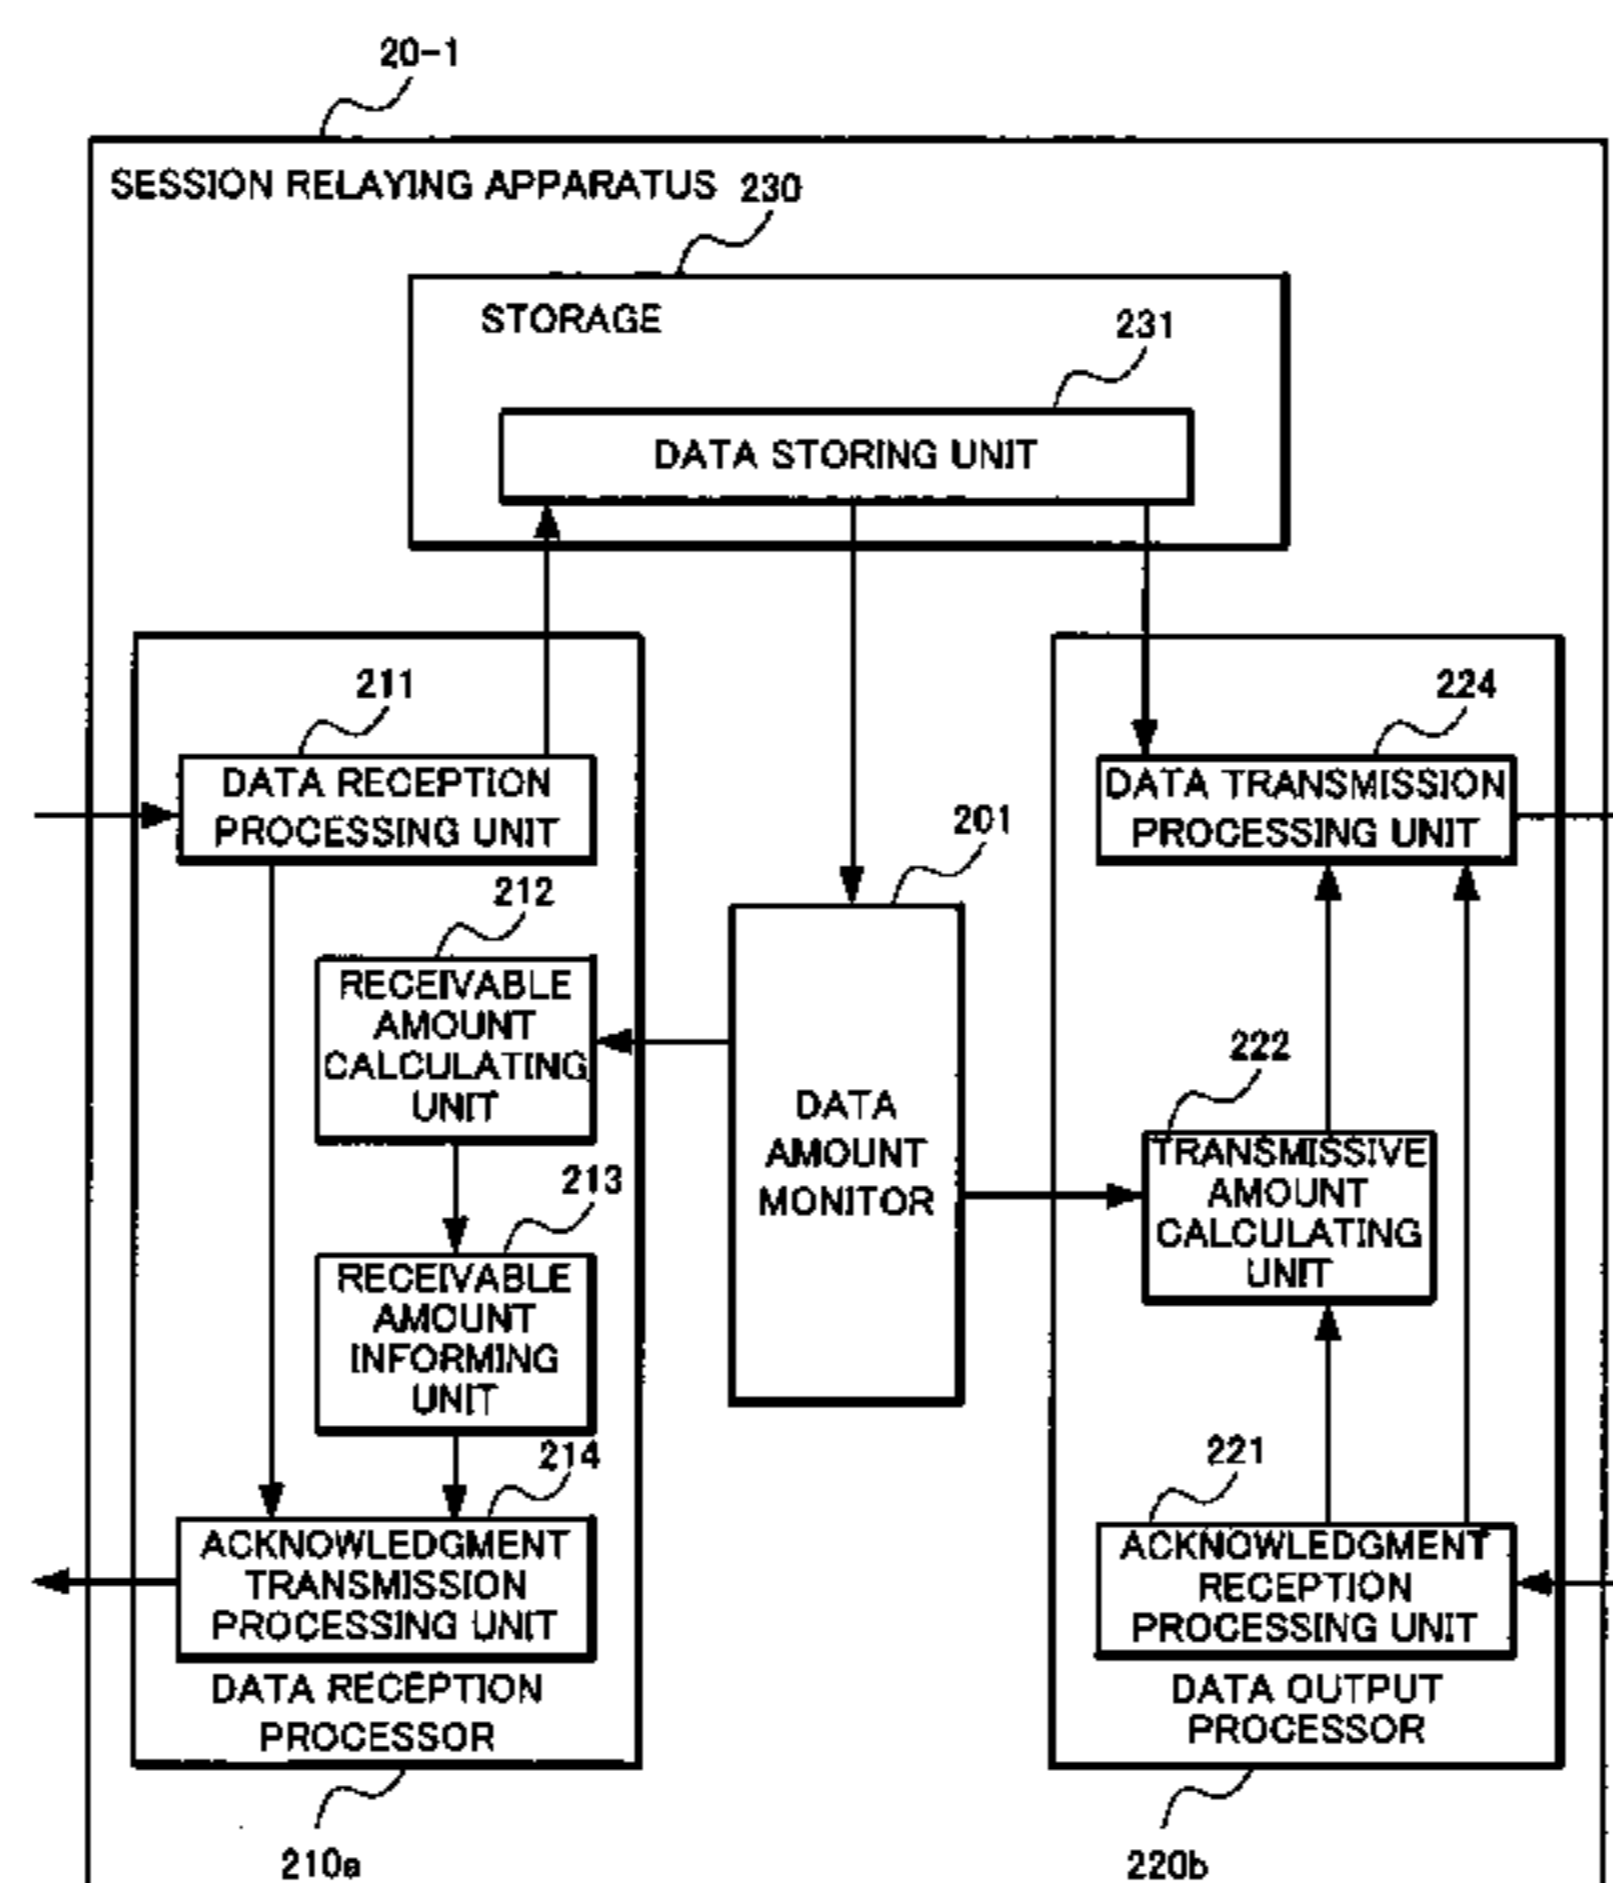 20-1
SESSION RELAYING APPARATUS
230
STORAGE
231
DATA STORING UNIT
211
DATA RECEPTION
PROCESSING UNIT
224
DATA TRANSMISSION
PROCESSING UNIT
201
DATA
AMOUNT
MONITOR
212
RECEIVABLE
AMOUNT
CALCULATING
UNIT
222
TRANSMISSIVE
AMOUNT
CALCULATING
UNIT
213
RECEIVABLE
AMOUNT
INFORMING
UNIT
214
ACKNOWLEDGMENT
TRANSMISSION
PROCESSING UNIT
221
ACKNOWLEDGMENT
RECEPTION
PROCESSING UNIT
DATA RECEPTION
PROCESSOR
DATA OUTPUT
PROCESSOR
210a
220b